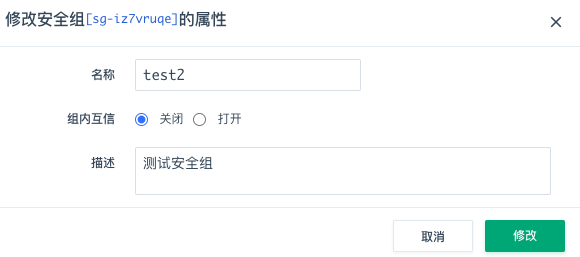 修改安全组[sg-iz7vruqe]的属性
名称 test2
组内互信 关闭 打开
描述 测试安全组
取消 修改